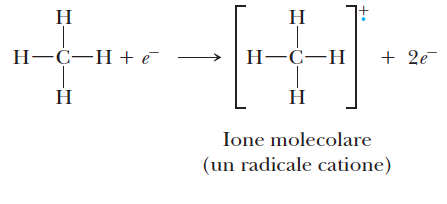 H H
H—C—H + e⁻ ⟶ [H—C—H]⁺• + 2e⁻
H H
Ione molecolare
(un radicale catione)